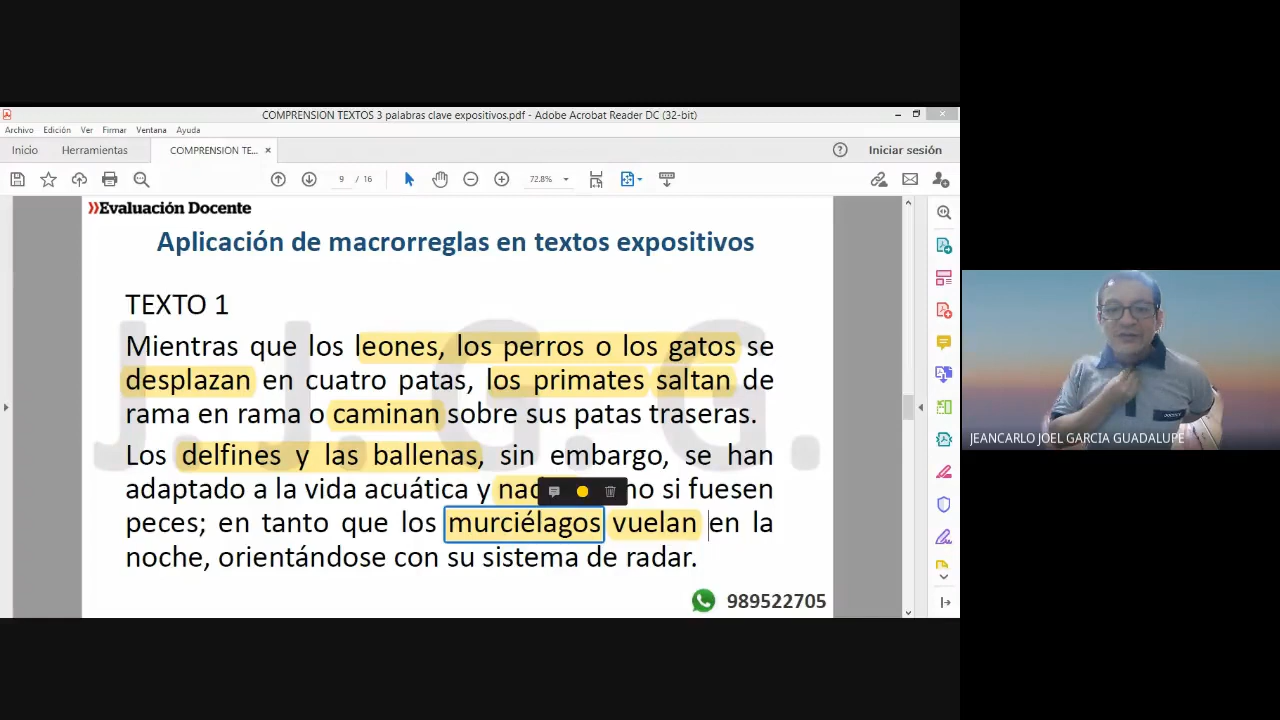 COMPRENSION TEXTOS 3 palabras clave expositivos.pdf - Adobe Acrobat Reader DC (32-bit)
Archivo Edición Ver Firmar Ventana Ayuda
Inicio Herramientas COMPRENSION TE... × Iniciar sesión
9 / 16 72.8%
»Evaluación Docente
Aplicación de macrorreglas en textos expositivos
TEXTO 1
Mientras que los leones, los perros o los gatos se
desplazan en cuatro patas, los primates saltan de
rama en rama o caminan sobre sus patas traseras.
Los delfines y las ballenas, sin embargo, se han
adaptado a la vida acuática y si fuesen
peces; en tanto que los murciélagos vuelan en la
noche, orientándose con su sistema de radar.
989522705
J. J. G. G.
JEANCARLO JOEL GARCIA GUADALUPE